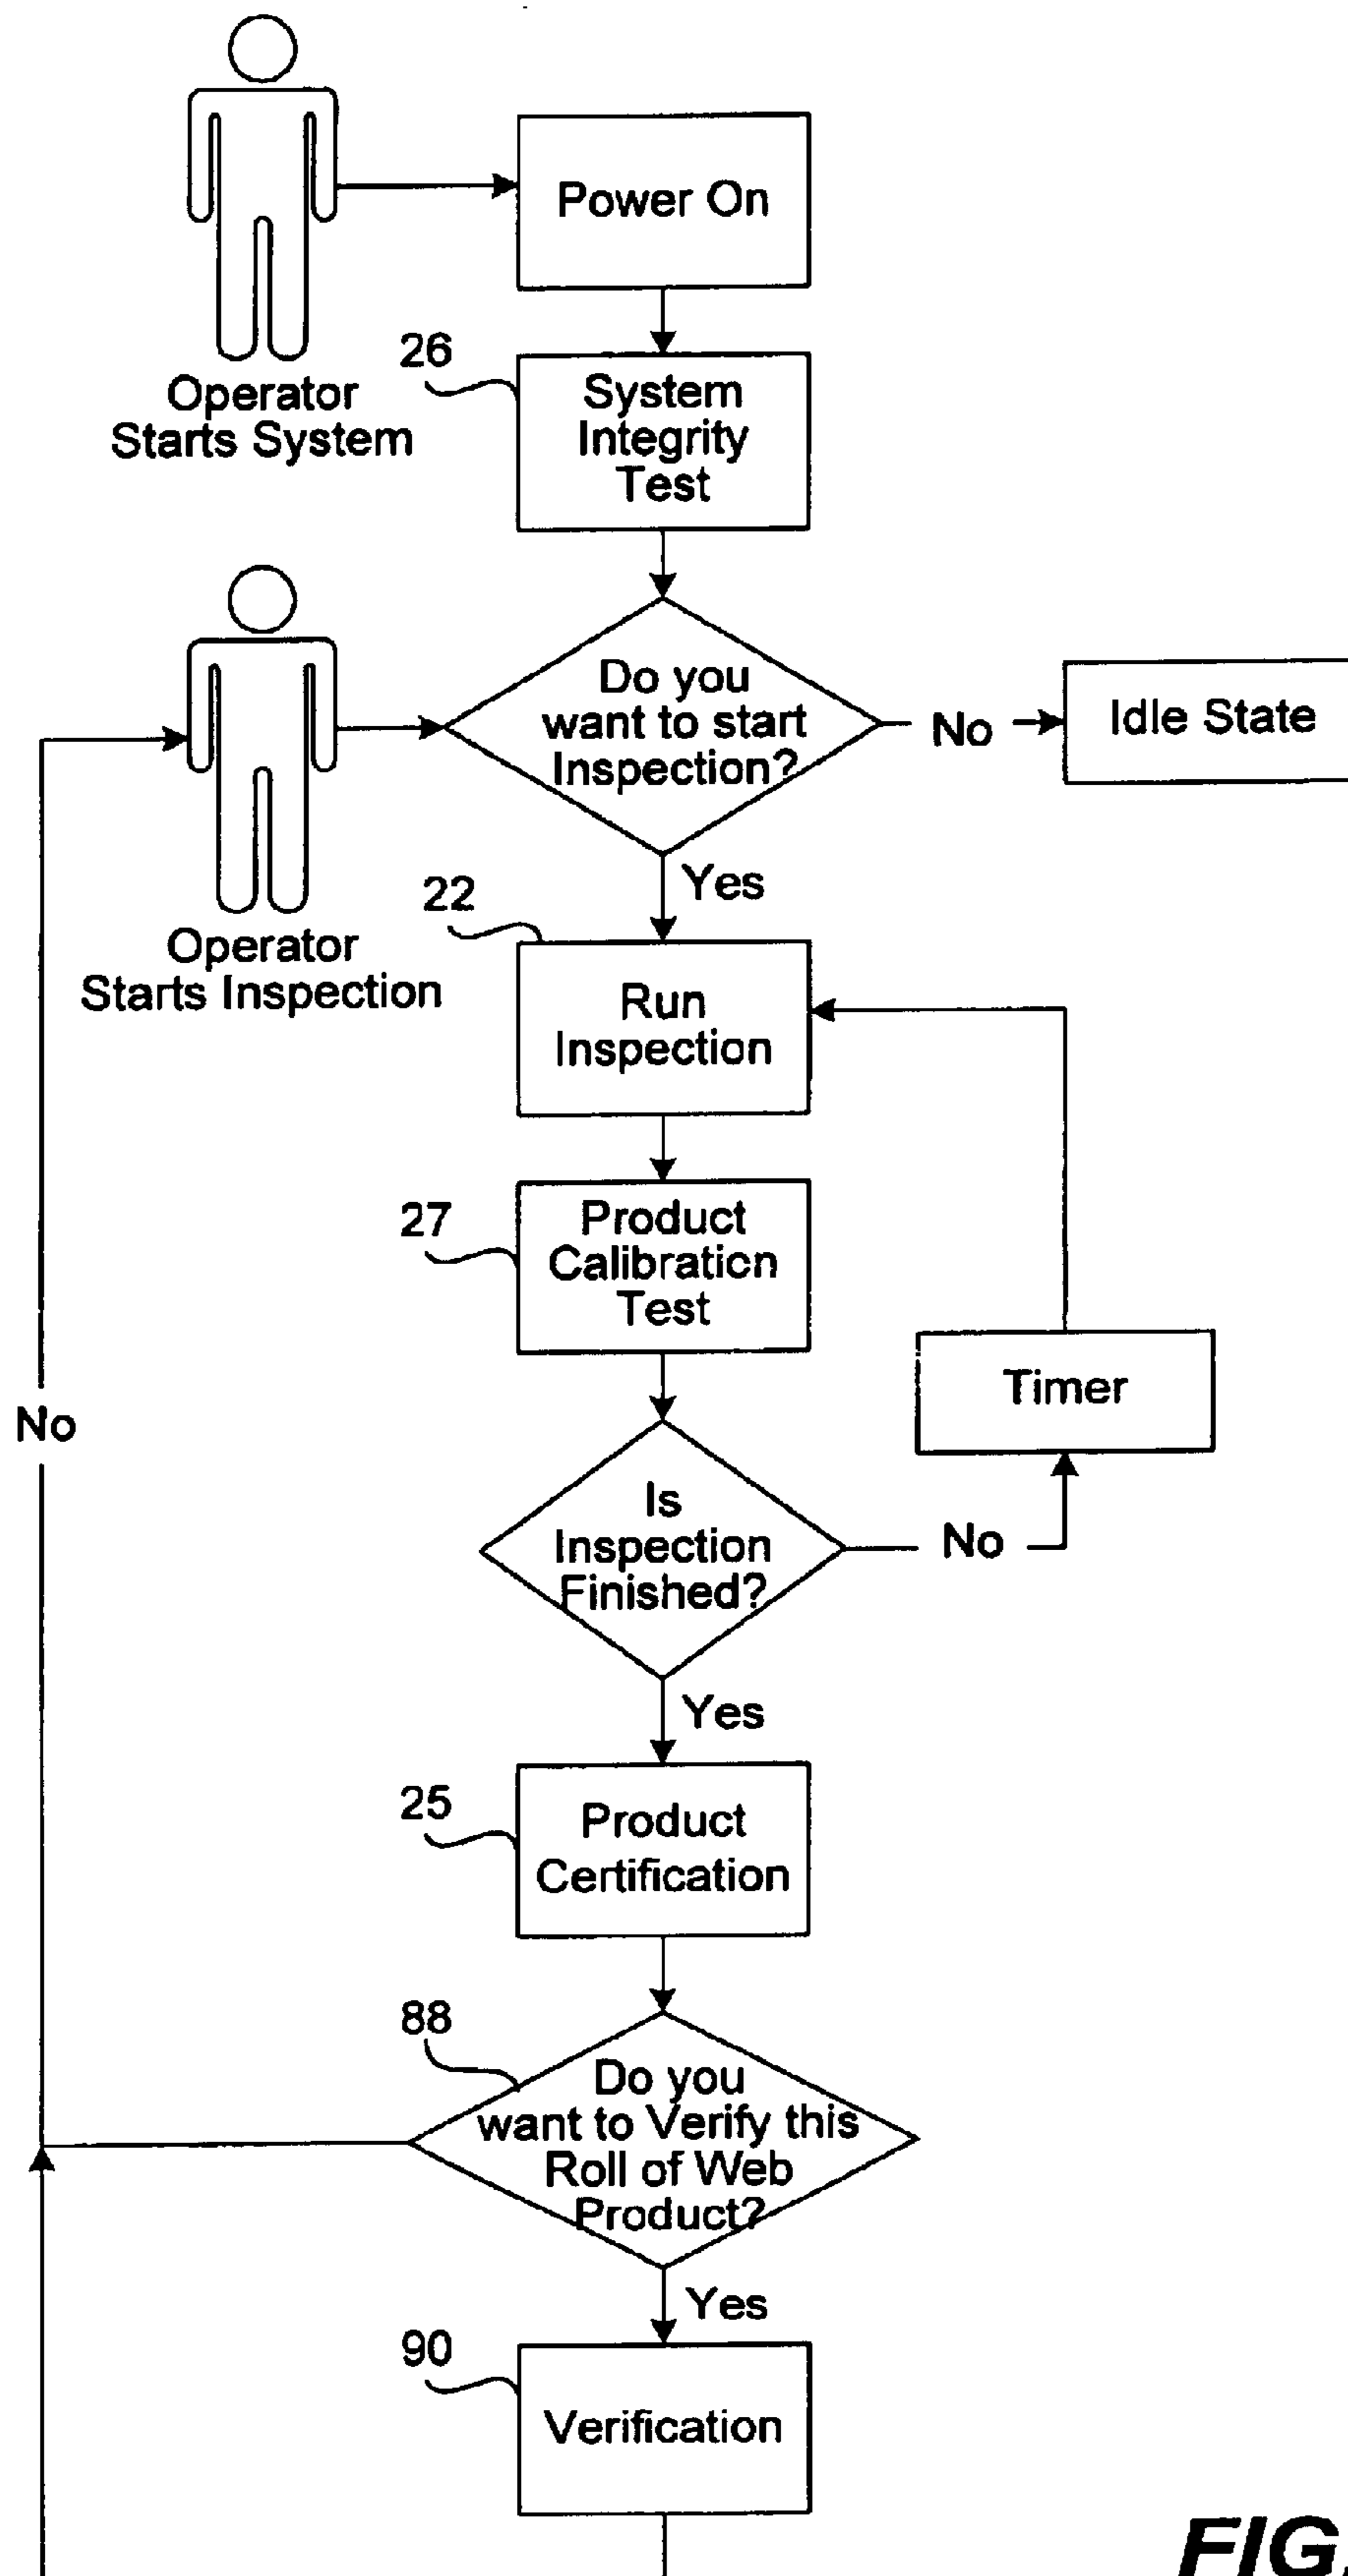 Power On
26
Operator
Starts System
System
Integrity
Test
Do you
want to start
Inspection?
No
Idle State
Yes
22
Operator
Starts Inspection
Run
Inspection
27
Product
Calibration
Test
Timer
No
Is
Inspection
Finished?
No
Yes
25
Product
Certification
88
Do you
want to Verify this
Roll of Web
Product?
Yes
90
Verification
FIG.